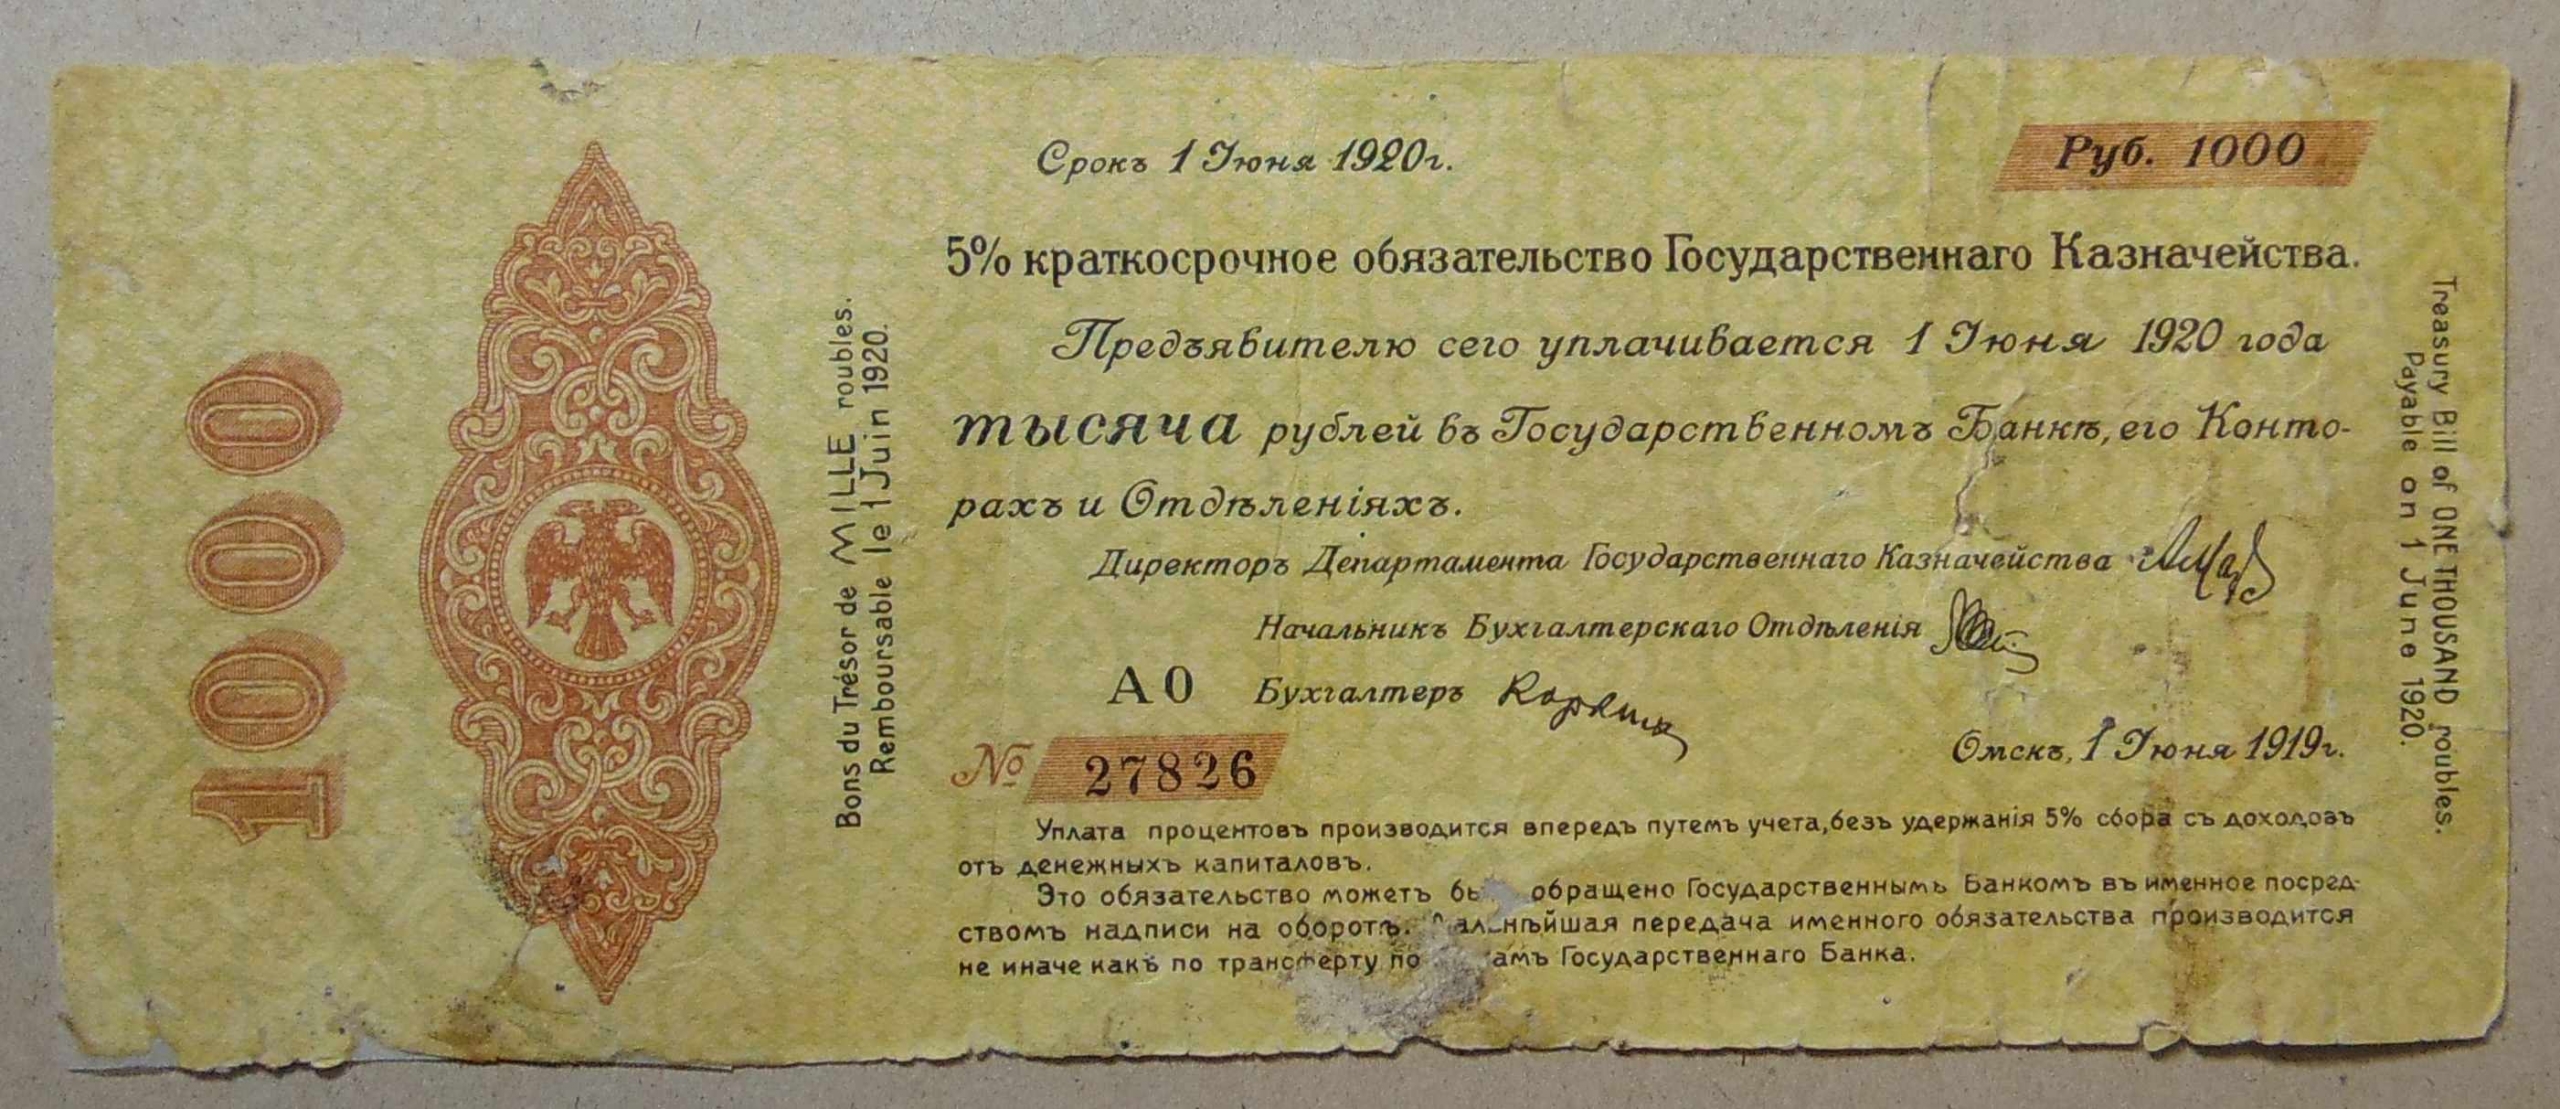 1000
Bons du Trésor de MILLE roubles.
Remboursable le 1 Juin 1920.
Срокъ 1 Іюня 1920г.
Руб. 1000
5% краткосрочное обязательство Государственнаго Казначейства.
Предъявителю сего уплачивается 1 Іюня 1920 года
тысяча рублей въ Государственномъ Банкѣ, его Конто-
рахъ и Отдѣленіяхъ.
Директоръ Департамента Государственнаго Казначейства
Начальникъ Бухгалтерскаго Отдѣленія
АО Бухгалтеръ
№ 27826
Омскъ, 1 Іюня 1919г.
Уплата процентовъ производится впередъ путемъ учета, безъ удержанія 5% сбора съ доходовъ
отъ денежныхъ капиталовъ.
Это обязательство можетъ обращено Государственнымъ Банкомъ въ именное посред-
ствомъ надписи на оборотѣ. передача именного обязательства производится
не иначе какъ по трансферту по Государственнаго Банка.
Treasury Bill of ONE THOUSAND roubles.
Payable on 1 June 1920.